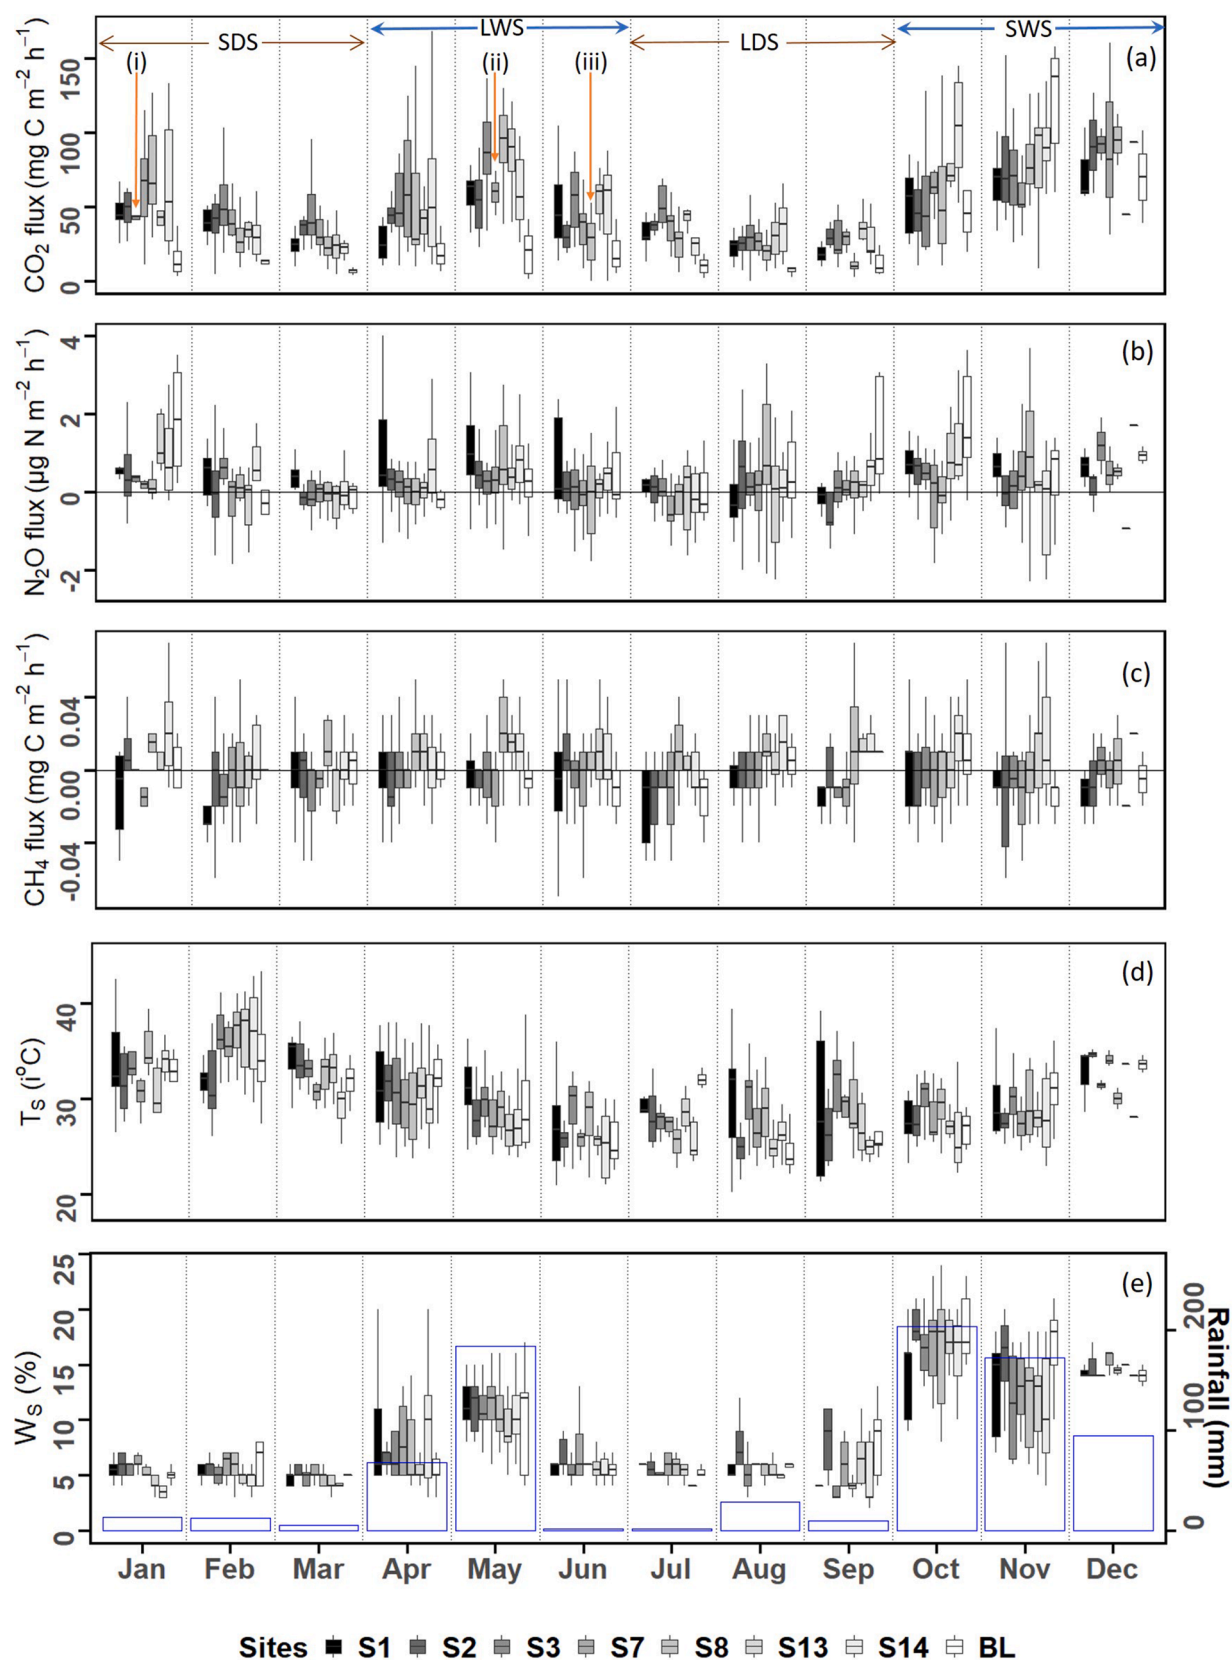 SDS
LWS
LDS
SWS
(i)
(ii)
(iii)
(a)
CO₂ flux (mg C m⁻² h⁻¹)
150
100
50
0
(b)
N₂O flux (µg N m⁻² h⁻¹)
4
2
0
-2
(c)
CH₄ flux (mg C m⁻² h⁻¹)
0.04
0.00
-0.04
(d)
T_S (i°C)
40
30
20
(e)
W_S (%)
25
20
15
10
5
0
200
100
0
Rainfall (mm)
Jan Feb Mar Apr May Jun Jul Aug Sep Oct Nov Dec
Sites S1 S2 S3 S7 S8 S13 S14 BL